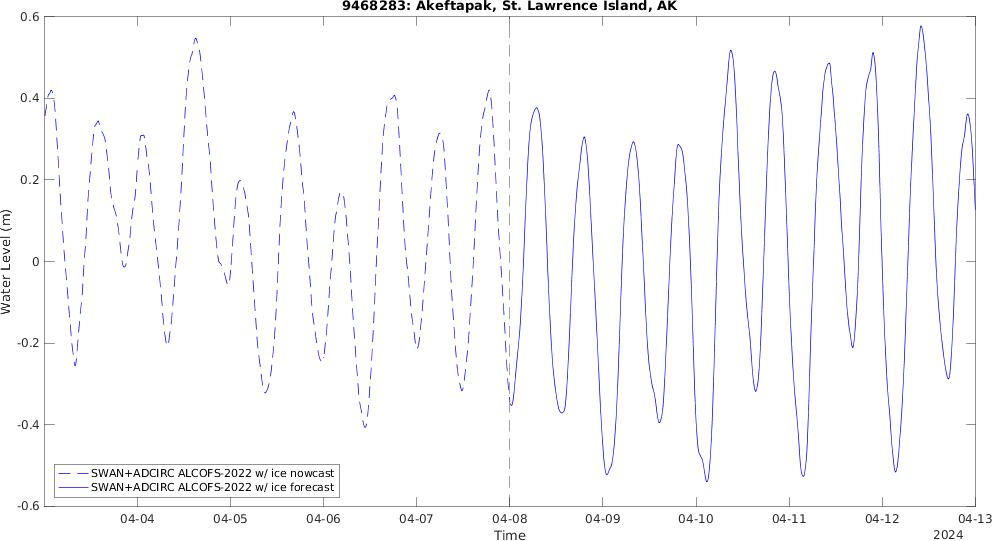 9468283: Akeftapak, St. Lawrence Island, AK
0.6
0.4
0.2
0
-0.2
-0.4
-0.6
Water Level (m)
SWAN+ADCIRC ALCOFS-2022 w/ ice nowcast
SWAN+ADCIRC ALCOFS-2022 w/ ice forecast
04-04 04-05 04-06 04-07 04-08 04-09 04-10 04-11 04-12 04-13
Time
2024